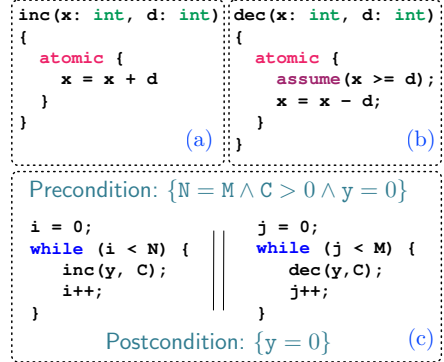 inc(x: int, d: int)
{
atomic {
x = x + d
}
}
(a)
dec(x: int, d: int)
{
atomic {
assume(x >= d);
x = x - d;
}
}
(b)
Precondition: {N = M ∧ C > 0 ∧ y = 0}
i = 0;
while (i < N) {
inc(y, C);
i++;
}
j = 0;
while (j < M) {
dec(y,C);
j++;
}
Postcondition: {y = 0}
(c)